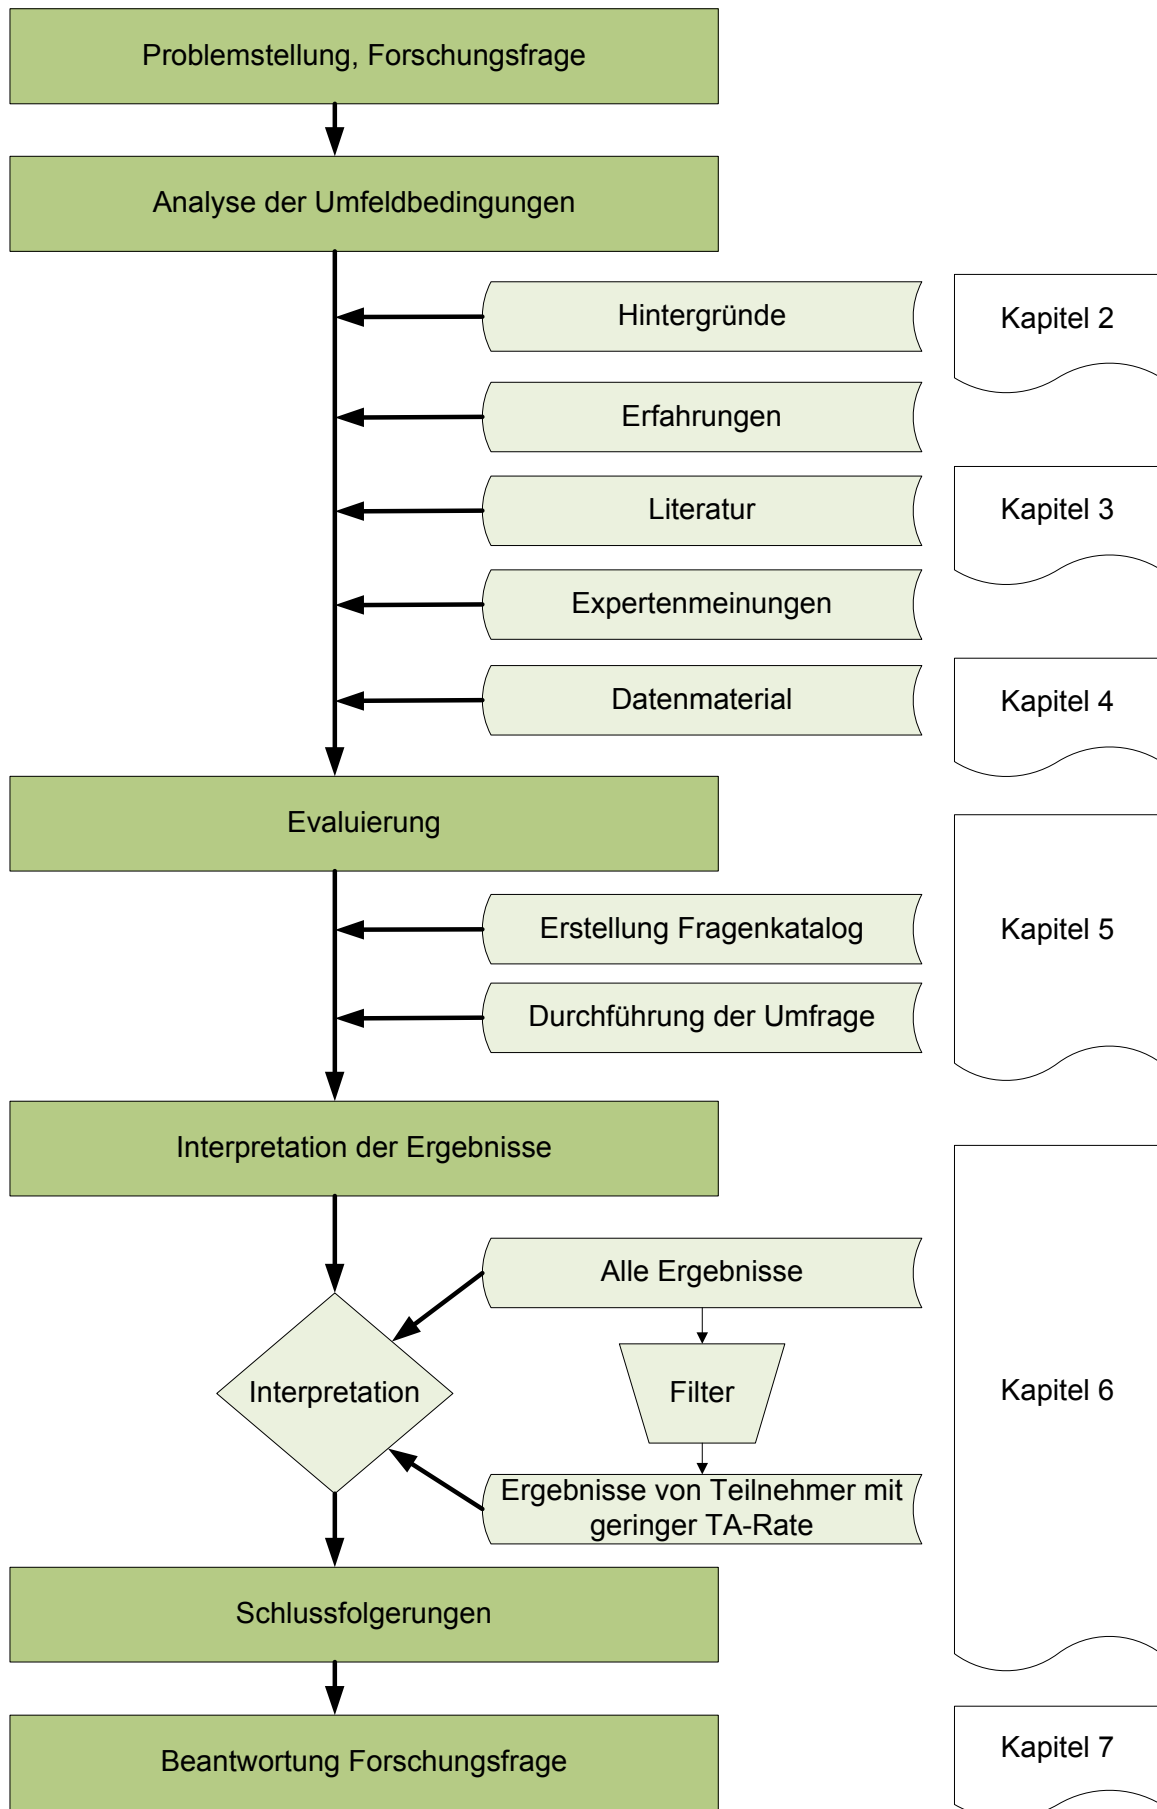 Problemstellung, Forschungsfrage
Analyse der Umfeldbedingungen
Hintergründe
Kapitel 2
Erfahrungen
Literatur
Kapitel 3
Expertenmeinungen
Datenmaterial
Kapitel 4
Evaluierung
Erstellung Fragenkatalog
Kapitel 5
Durchführung der Umfrage
Interpretation der Ergebnisse
Alle Ergebnisse
Interpretation
Filter
Kapitel 6
Ergebnisse von Teilnehmer mit
geringer TA-Rate
Schlussfolgerungen
Beantwortung Forschungsfrage
Kapitel 7